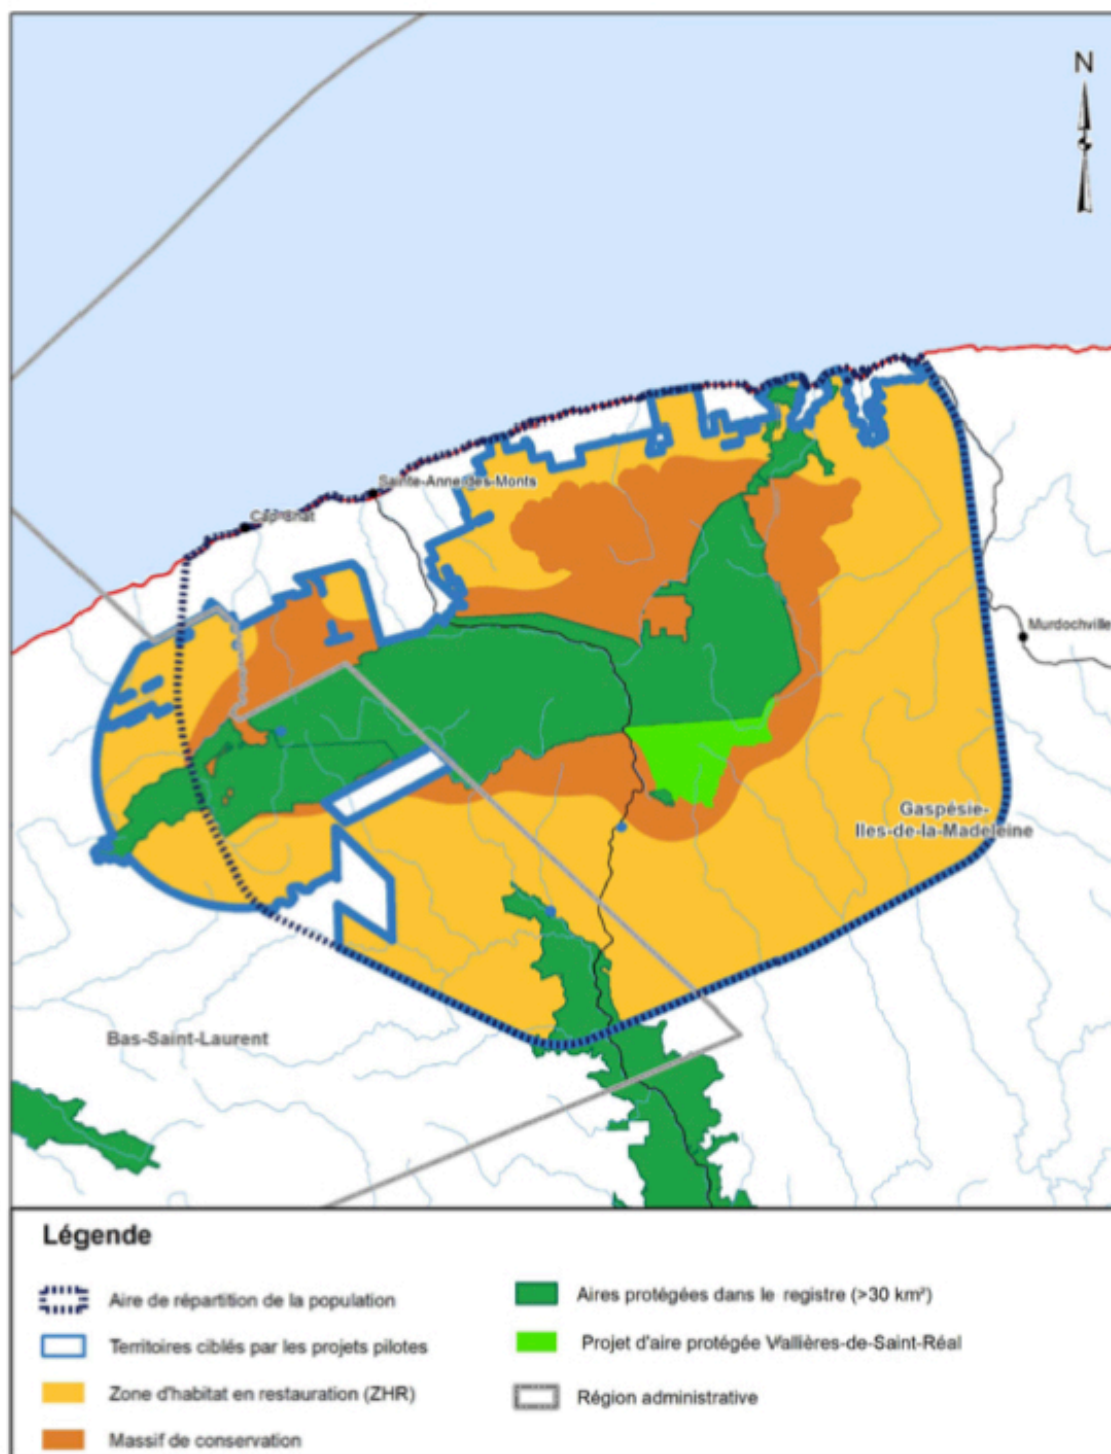 N
Sainte-Anne-des-Monts
Cap-Chat
Murdochville
Gaspésie-
Iles-de-la-Madeleine
Bas-Saint-Laurent
Légende
Aire de répartition de la population
Territoires ciblés par les projets pilotes
Zone d'habitat en restauration (ZHR)
Massif de conservation
Aires protégées dans le registre (>30 km²)
Projet d'aire protégée Vallières-de-Saint-Réal
Région administrative